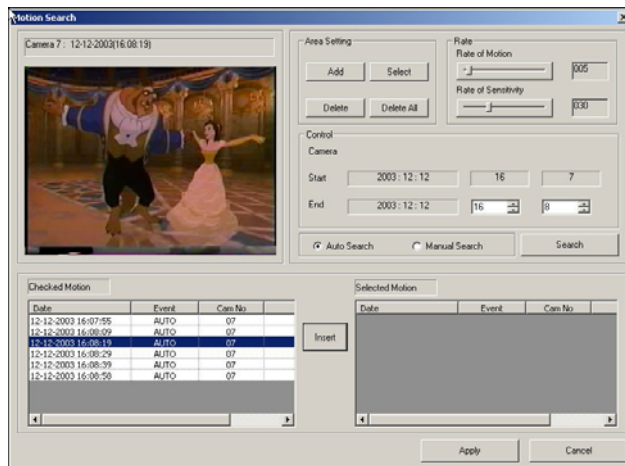 Motion Search
Camera 7 : 12-12-2003(16:08:19)
Area Setting
Add Select
Delete Delete All
Rate
Rate of Motion
005
Rate of Sensitivity
030
Control
Camera
Start 2003 : 12 : 12 16 7
End 2003 : 12 : 12 16 8
Auto Search Manual Search Search
Checked Motion
Date Event Cam No
12-12-2003 16:07:55 AUTO 07
12-12-2003 16:08:09 AUTO 07
12-12-2003 16:08:19 AUTO 07
12-12-2003 16:08:29 AUTO 07
12-12-2003 16:08:39 AUTO 07
12-12-2003 16:08:58 AUTO 07
Insert
Selected Motion
Date Event Cam No
Apply Cancel